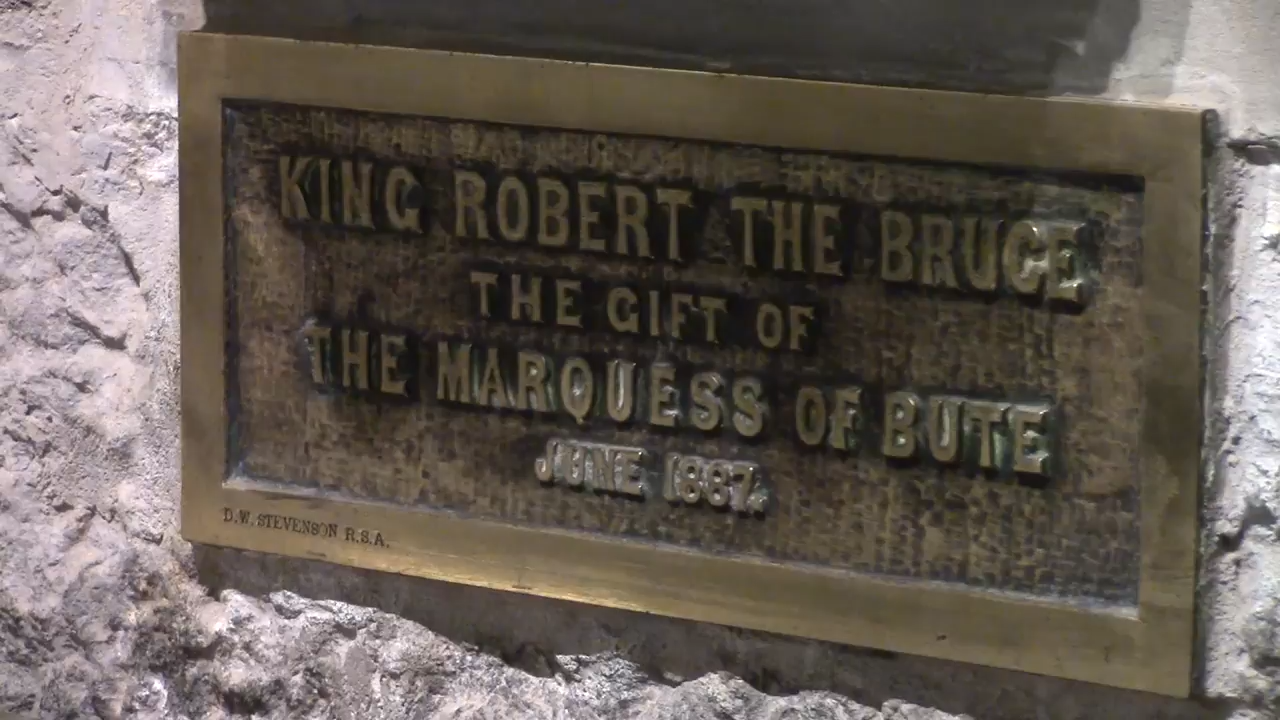 KING ROBERT THE BRUCE
THE GIFT OF
THE MARQUESS OF BUTE
JUNE 1887.
D.W. STEVENSON R.S.A.